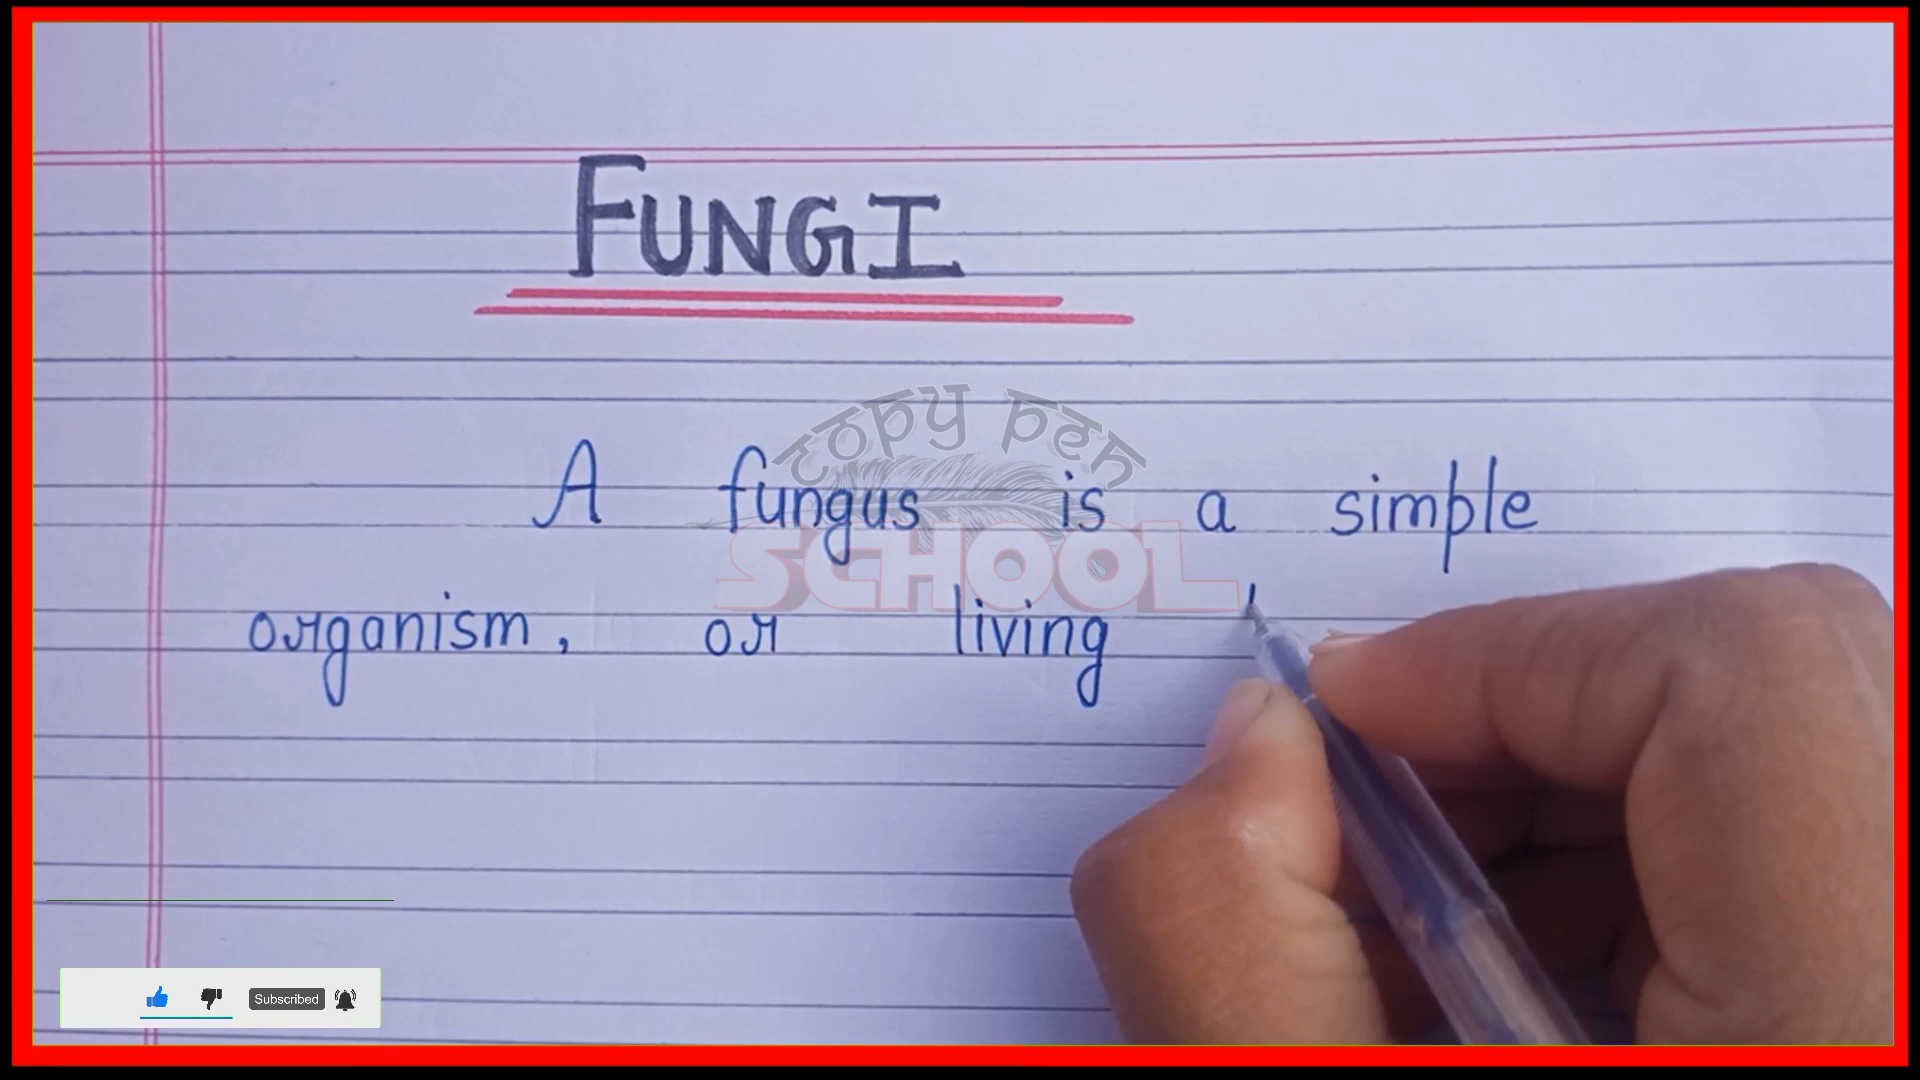 FUNGI
copy pen
SCHOOL
A fungus is a simple
organism, or living
Subscribed